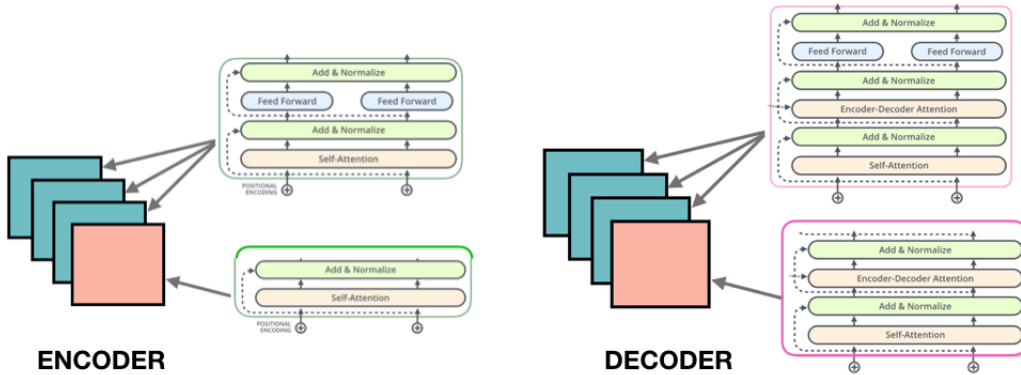 Add & Normalize
Feed Forward
Feed Forward
Add & Normalize
Self-Attention
POSITIONAL
ENCODING
Add & Normalize
Self-Attention
POSITIONAL
ENCODING
ENCODER
Add & Normalize
Feed Forward
Feed Forward
Add & Normalize
Encoder-Decoder Attention
Add & Normalize
Self-Attention
Add & Normalize
Encoder-Decoder Attention
Add & Normalize
Self-Attention
DECODER